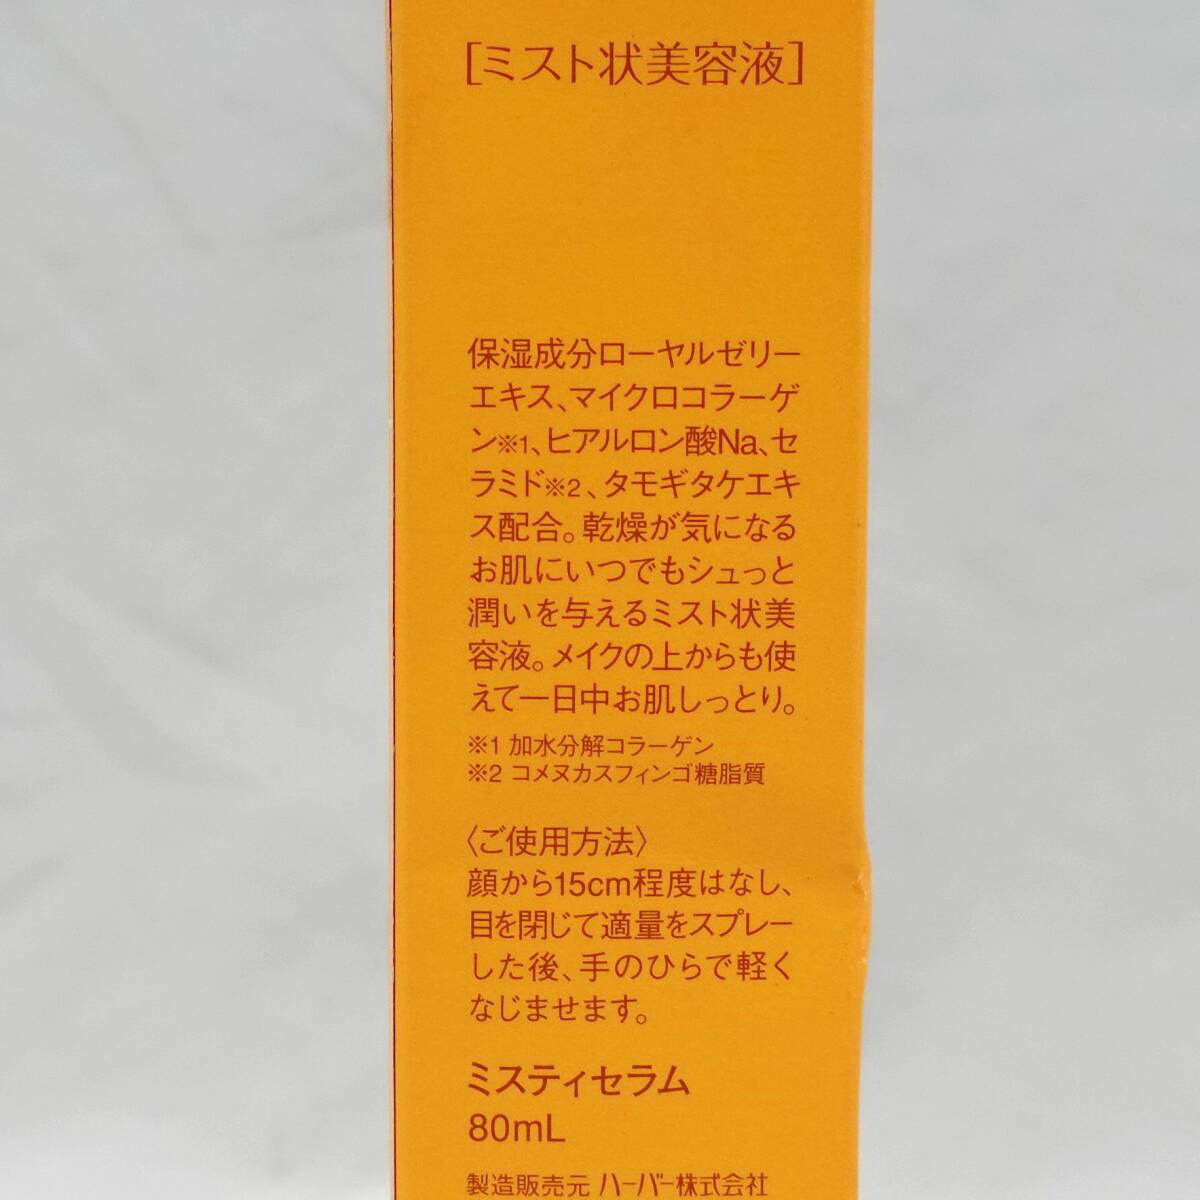 [ミスト状美容液]
保湿成分ローヤルゼリー
エキス、マイクロコラーゲ
ン※1、ヒアルロン酸Na、セ
ラミド※2、タモギタケエキ
ス配合。乾燥が気になる
お肌にいつでもシュっと
潤いを与えるミスト状美
容液。メイクの上からも使
えて一日中お肌しっとり。
※1 加水分解コラーゲン
※2 コメヌカスフィンゴ糖脂質
〈ご使用方法〉
顔から15cm程度はなし、
目を閉じて適量をスプレー
した後、手のひらで軽く
なじませます。
ミスティセラム
80mL
製造販売元 ハーバー株式会社